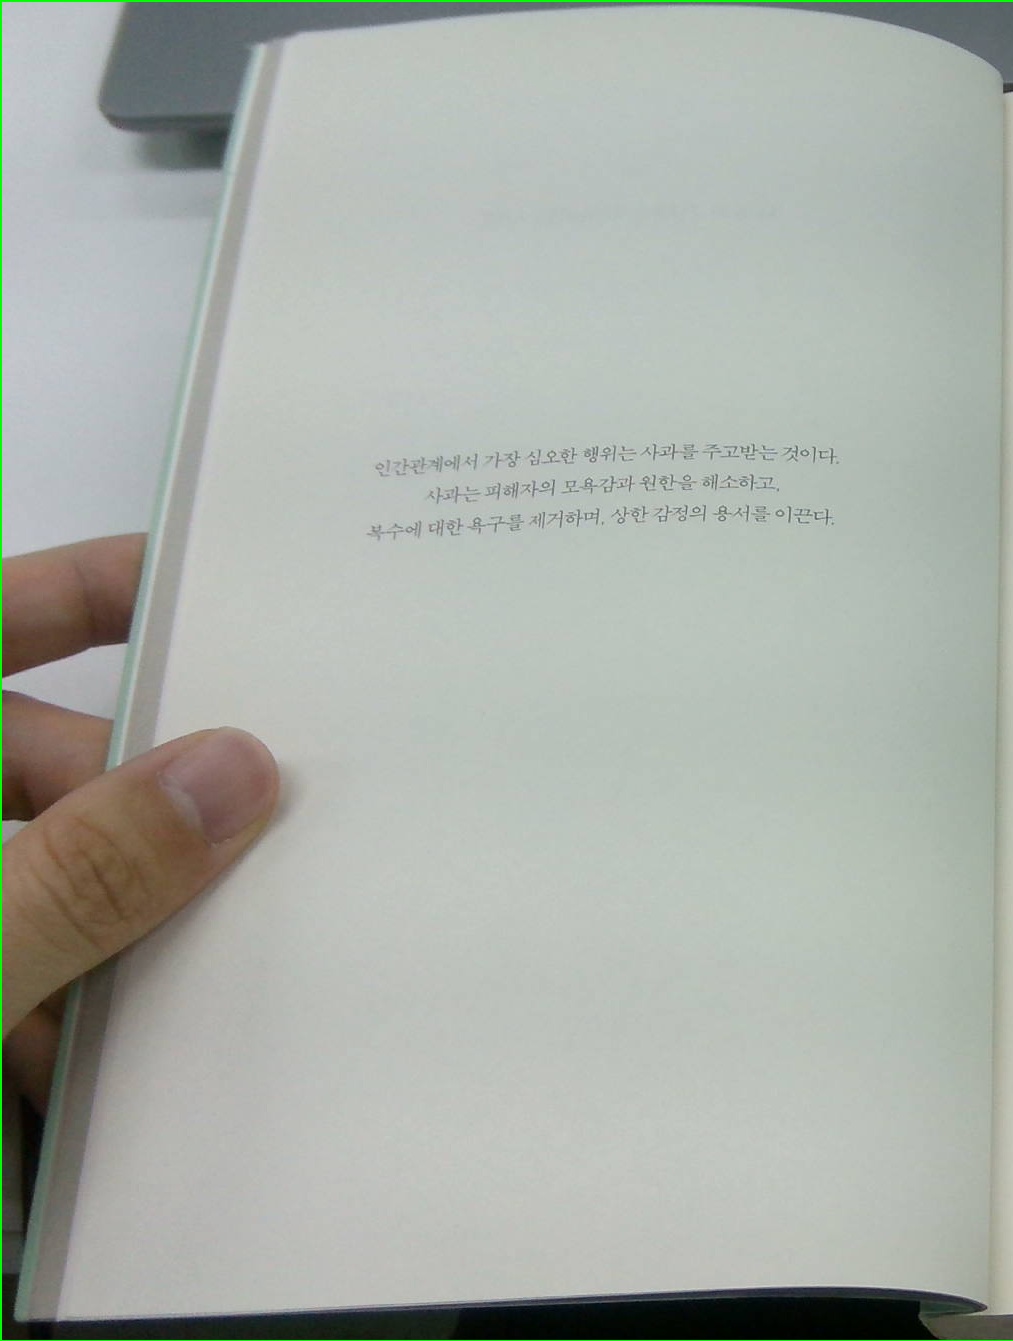 인간관계에서 가장 심오한 행위는 사과를 주고받는 것이다.
사과는 피해자의 모욕감과 원한을 해소하고,
복수에 대한 욕구를 제거하며, 상한 감정의 용서를 이끈다.